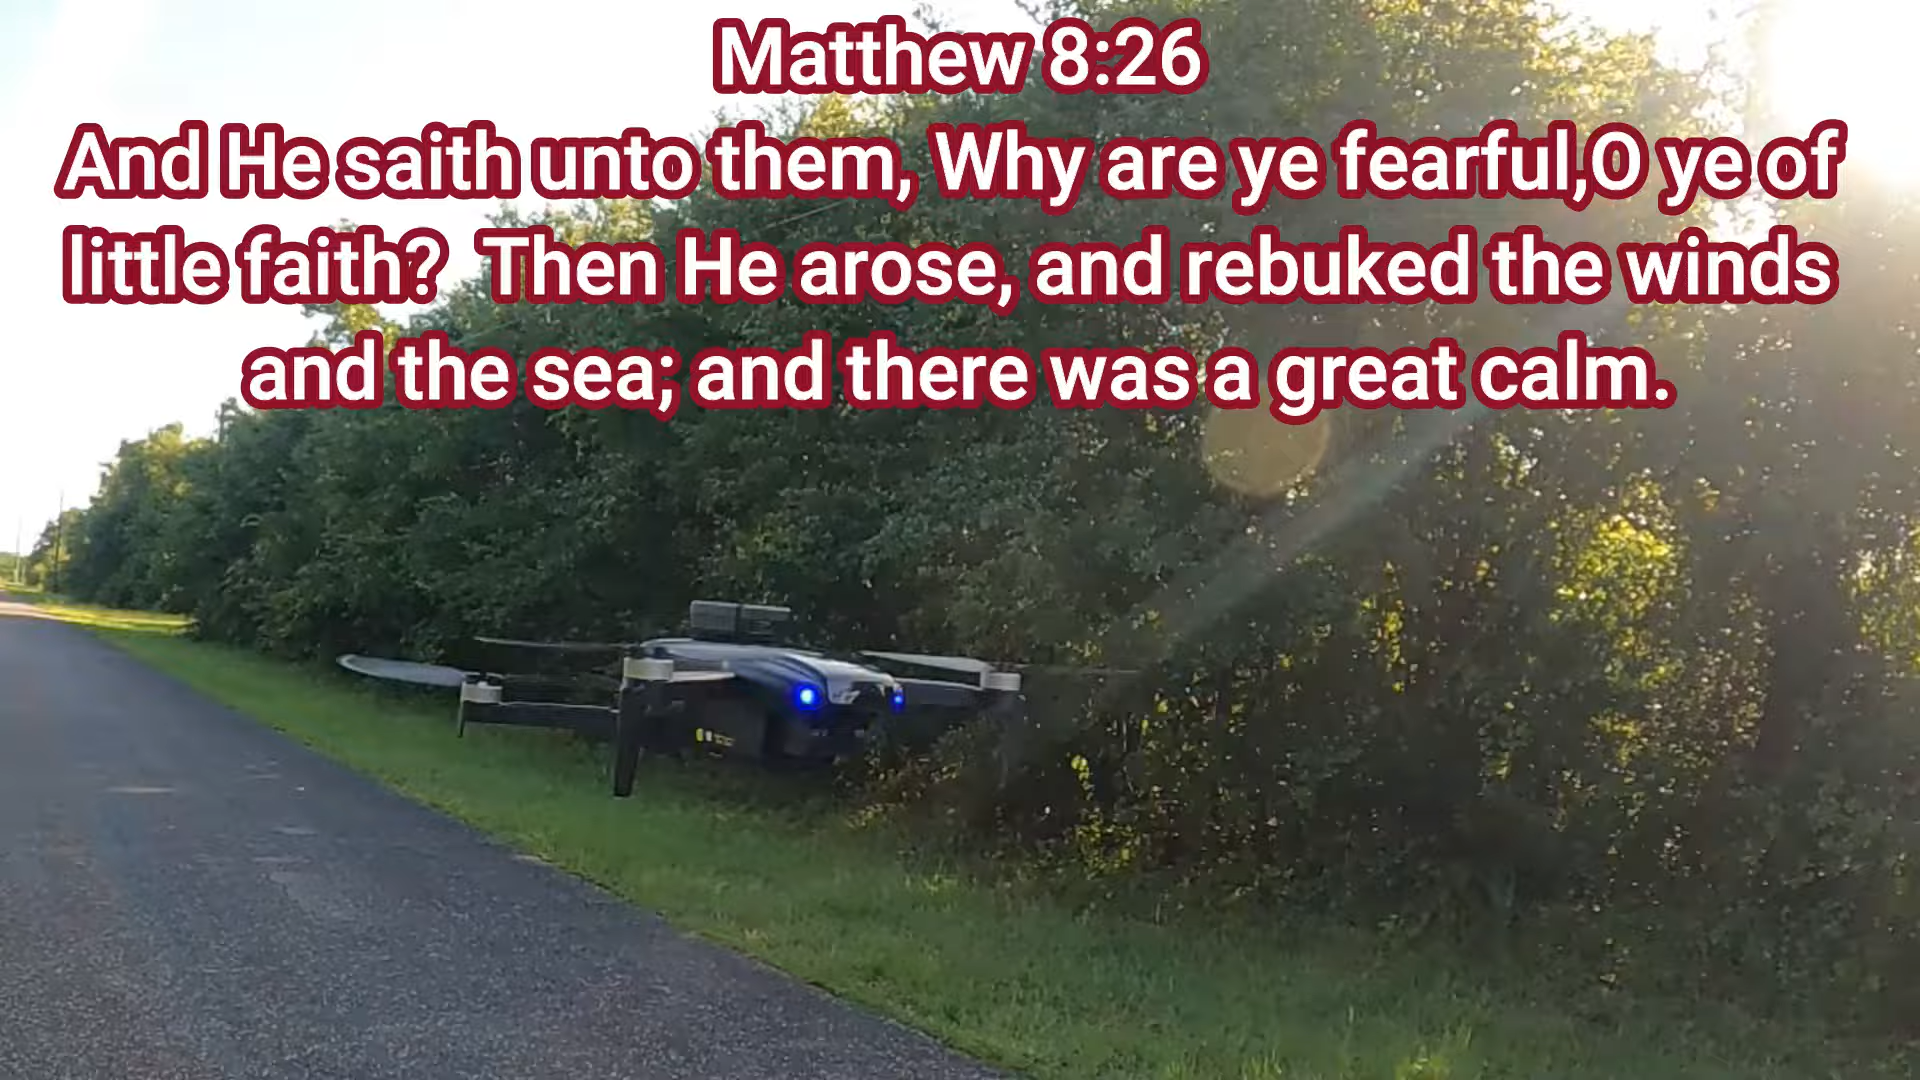 Matthew 8:26
And He saith unto them, Why are ye fearful,O ye of
little faith?  Then He arose, and rebuked the winds
and the sea; and there was a great calm.